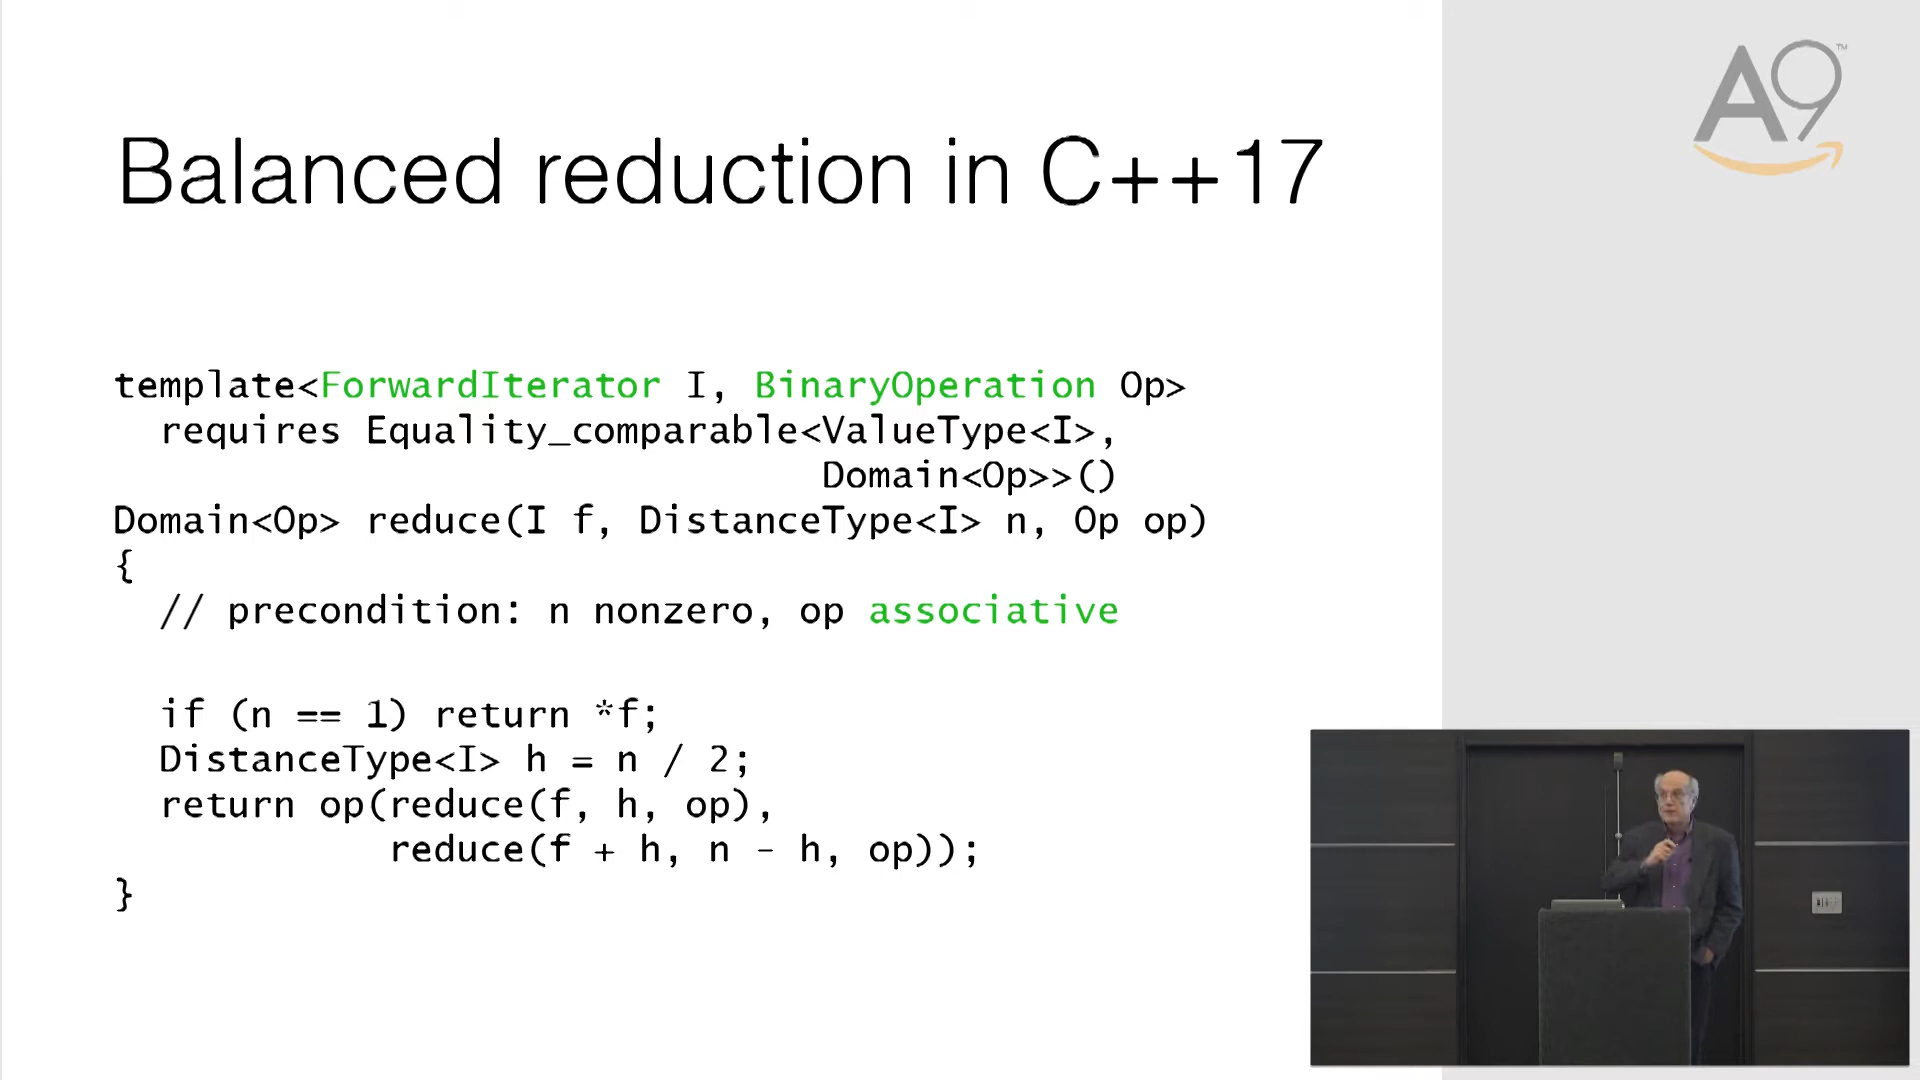 Balanced reduction in C++17
A9™
template<ForwardIterator I, BinaryOperation Op>
requires Equality_comparable<ValueType<I>,
Domain<Op>>()
Domain<Op> reduce(I f, DistanceType<I> n, Op op)
{
// precondition: n nonzero, op associative
if (n == 1) return *f;
DistanceType<I> h = n / 2;
return op(reduce(f, h, op),
reduce(f + h, n - h, op));
}